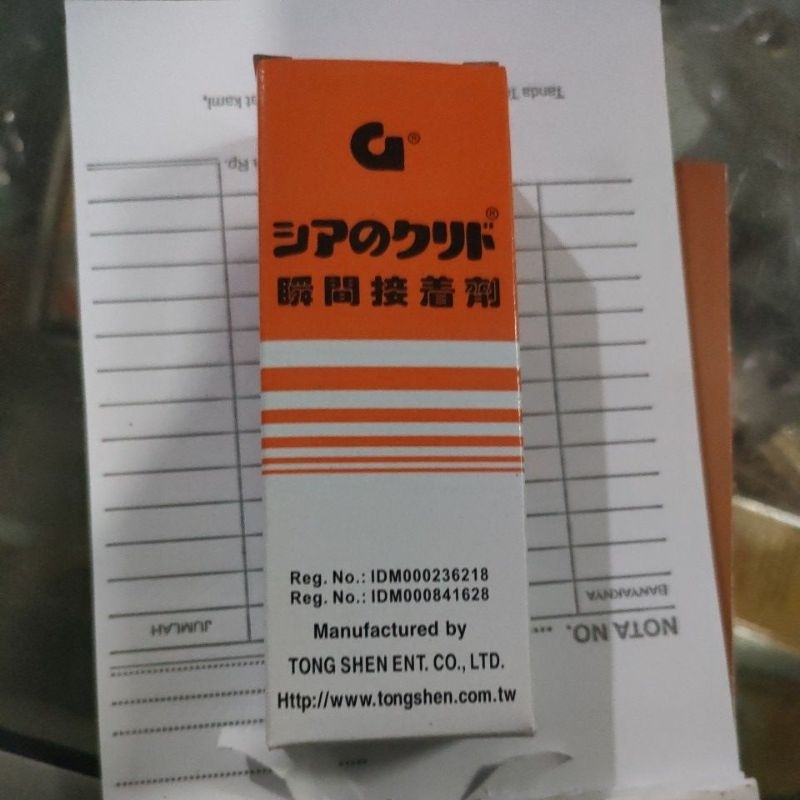 G®
シアのクリド®
瞬間接着劑
Reg. No.: IDM000236218
Reg. No.: IDM000841628
Manufactured by
TONG SHEN ENT. CO., LTD.
Http://www.tongshen.com.tw
NOTA NO. ...
BANYAKNYA
JUMLAH
Rp.
Tanda
at kami,